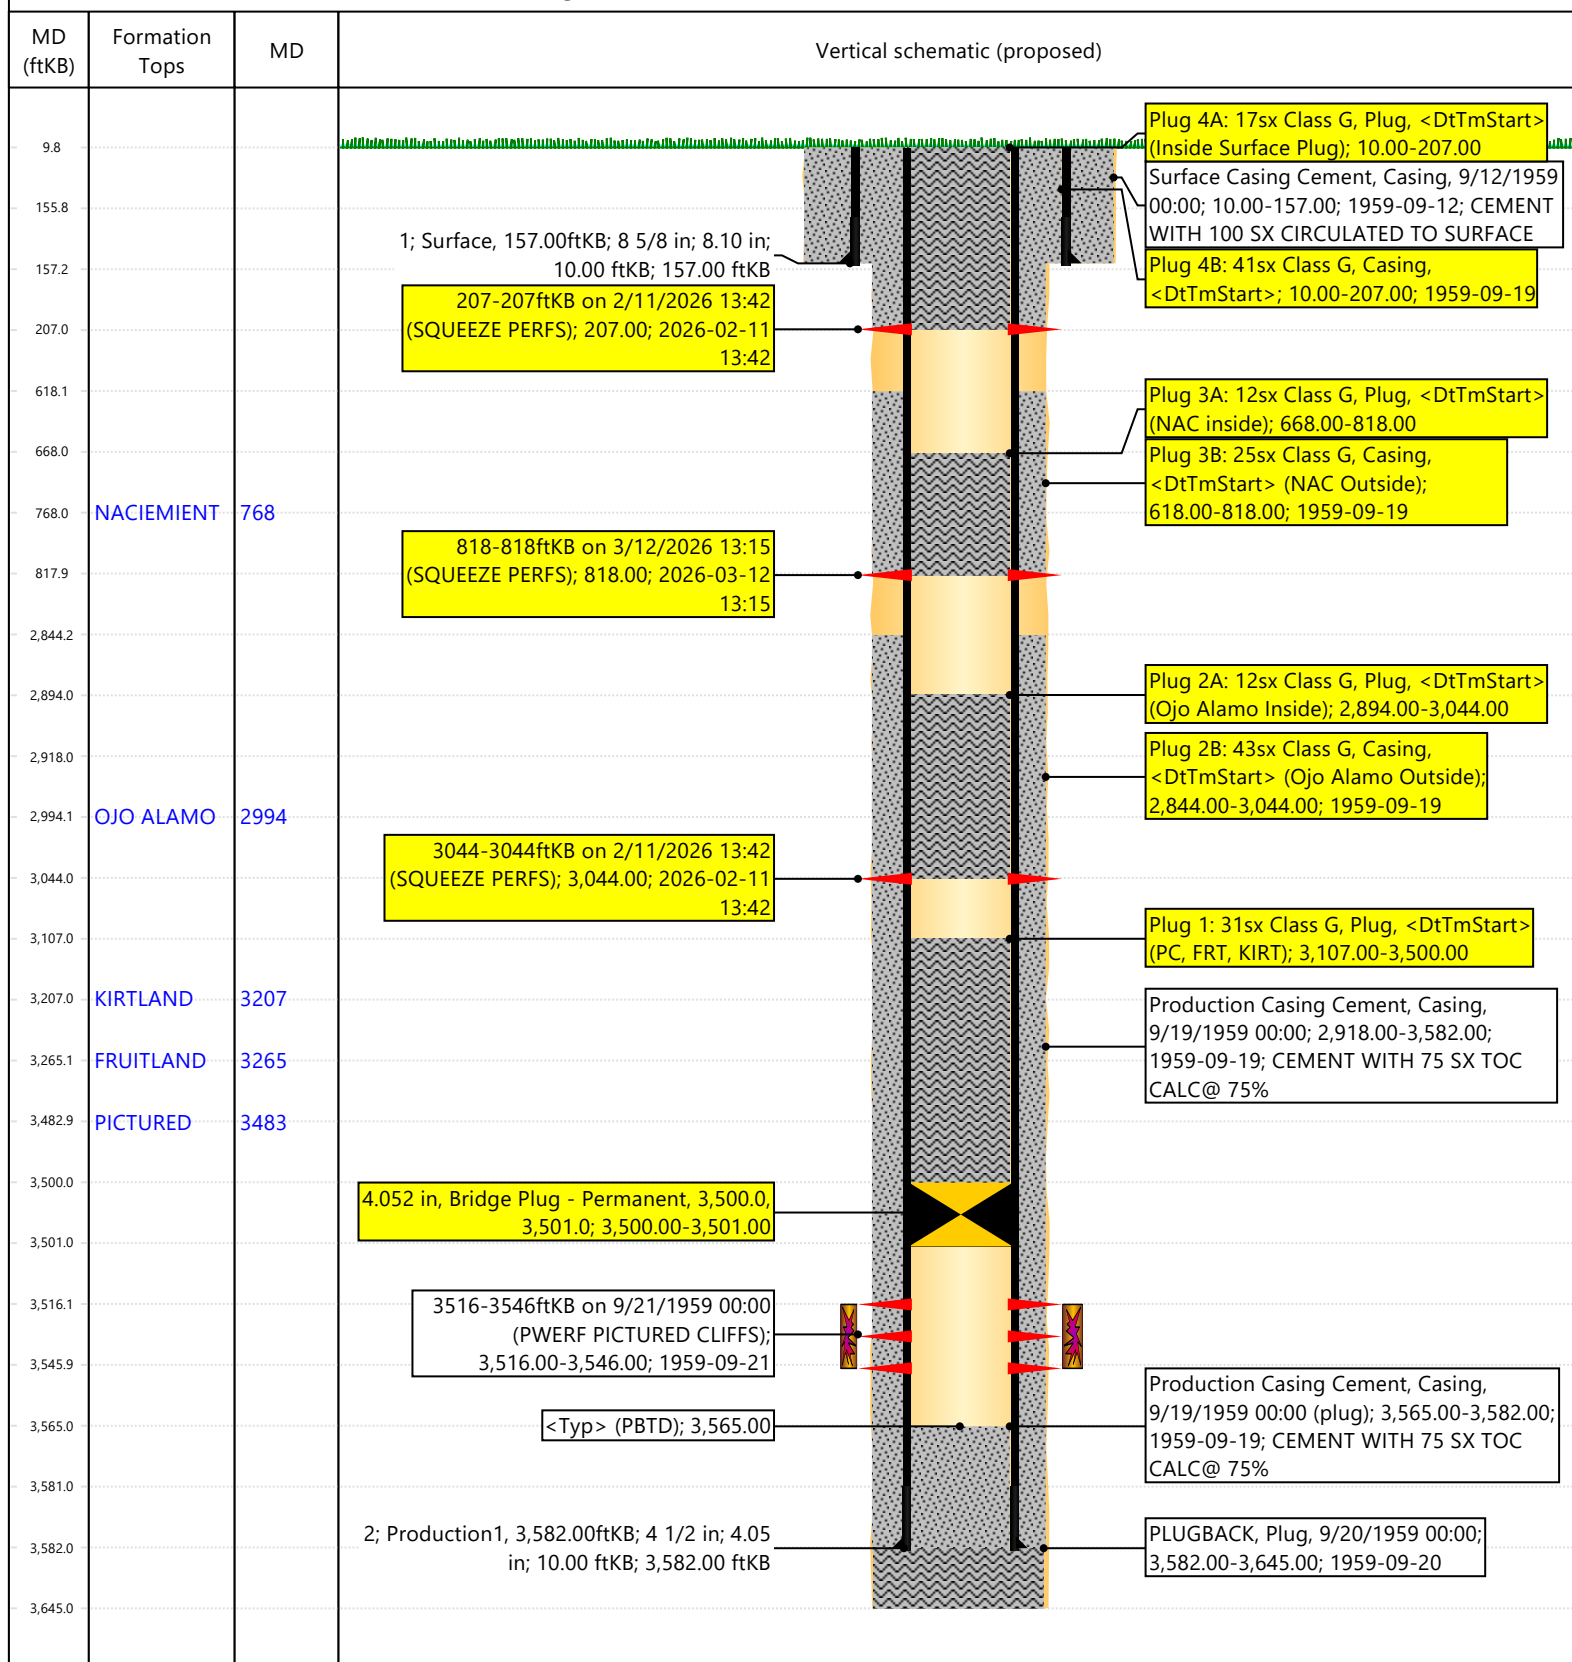 MD
(ftKB)
Formation
Tops
MD
Vertical schematic (proposed)
9.8
155.8
157.2
207.0
618.1
668.0
768.0
817.9
2,844.2
2,894.0
2,918.0
2,994.1
3,044.0
3,107.0
3,207.0
3,265.1
3,482.9
3,500.0
3,501.0
3,516.1
3,545.9
3,565.0
3,581.0
3,582.0
3,645.0
NACIEMIENT 768
OJO ALAMO 2994
KIRTLAND 3207
FRUITLAND 3265
PICTURED 3483
1; Surface, 157.00ftKB; 8 5/8 in; 8.10 in;
10.00 ftKB; 157.00 ftKB
207-207ftKB on 2/11/2026 13:42
(SQUEEZE PERFS); 207.00; 2026-02-11
13:42
818-818ftKB on 3/12/2026 13:15
(SQUEEZE PERFS); 818.00; 2026-03-12
13:15
3044-3044ftKB on 2/11/2026 13:42
(SQUEEZE PERFS); 3,044.00; 2026-02-11
13:42
4.052 in, Bridge Plug - Permanent, 3,500.0,
3,501.0; 3,500.00-3,501.00
3516-3546ftKB on 9/21/1959 00:00
(PWERF PICTURED CLIFFS);
3,516.00-3,546.00; 1959-09-21
<Typ> (PBTD); 3,565.00
2; Production1, 3,582.00ftKB; 4 1/2 in; 4.05
in; 10.00 ftKB; 3,582.00 ftKB
Plug 4A: 17sx Class G, Plug, <DtTmStart>
(Inside Surface Plug); 10.00-207.00
Surface Casing Cement, Casing, 9/12/1959
00:00; 10.00-157.00; 1959-09-12; CEMENT
WITH 100 SX CIRCULATED TO SURFACE
Plug 4B: 41sx Class G, Casing,
<DtTmStart>; 10.00-207.00; 1959-09-19
Plug 3A: 12sx Class G, Plug, <DtTmStart>
(NAC inside); 668.00-818.00
Plug 3B: 25sx Class G, Casing,
<DtTmStart> (NAC Outside);
618.00-818.00; 1959-09-19
Plug 2A: 12sx Class G, Plug, <DtTmStart>
(Ojo Alamo Inside); 2,894.00-3,044.00
Plug 2B: 43sx Class G, Casing,
<DtTmStart> (Ojo Alamo Outside);
2,844.00-3,044.00; 1959-09-19
Plug 1: 31sx Class G, Plug, <DtTmStart>
(PC, FRT, KIRT); 3,107.00-3,500.00
Production Casing Cement, Casing,
9/19/1959 00:00; 2,918.00-3,582.00;
1959-09-19; CEMENT WITH 75 SX TOC
CALC@ 75%
Production Casing Cement, Casing,
9/19/1959 00:00 (plug); 3,565.00-3,582.00;
1959-09-19; CEMENT WITH 75 SX TOC
CALC@ 75%
PLUGBACK, Plug, 9/20/1959 00:00;
3,582.00-3,645.00; 1959-09-20